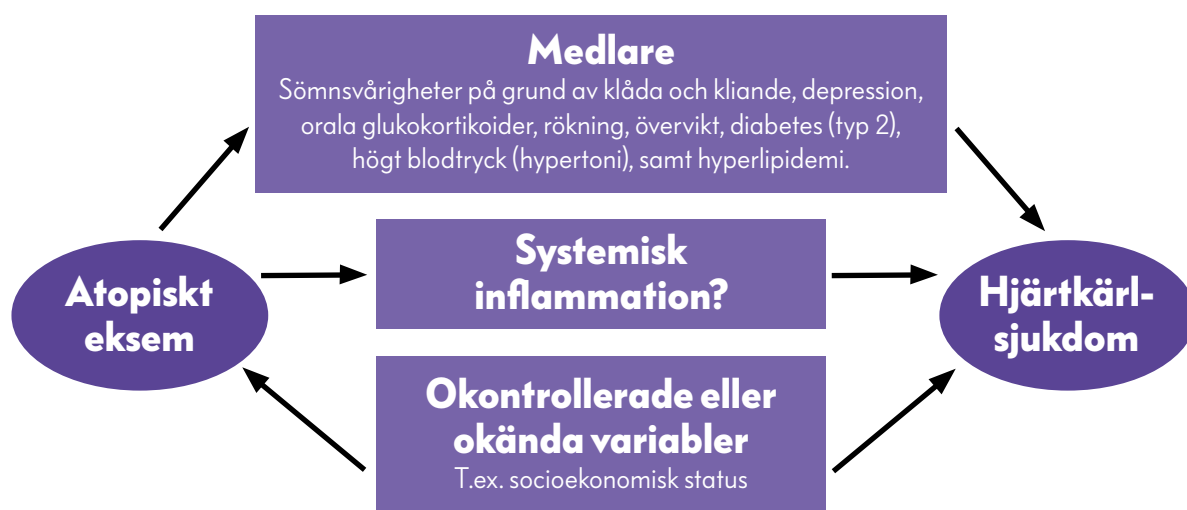 Medlare
Sömnsvårigheter på grund av klåda och kliande, depression,
orala glukokortikoider, rökning, övervikt, diabetes (typ 2),
högt blodtryck (hypertoni), samt hyperlipidemi.
Atopiskt
eksem
Systemisk
inflammation?
Hjärtkärl-
sjukdom
Okontrollerade eller
okända variabler
T.ex. socioekonomisk status